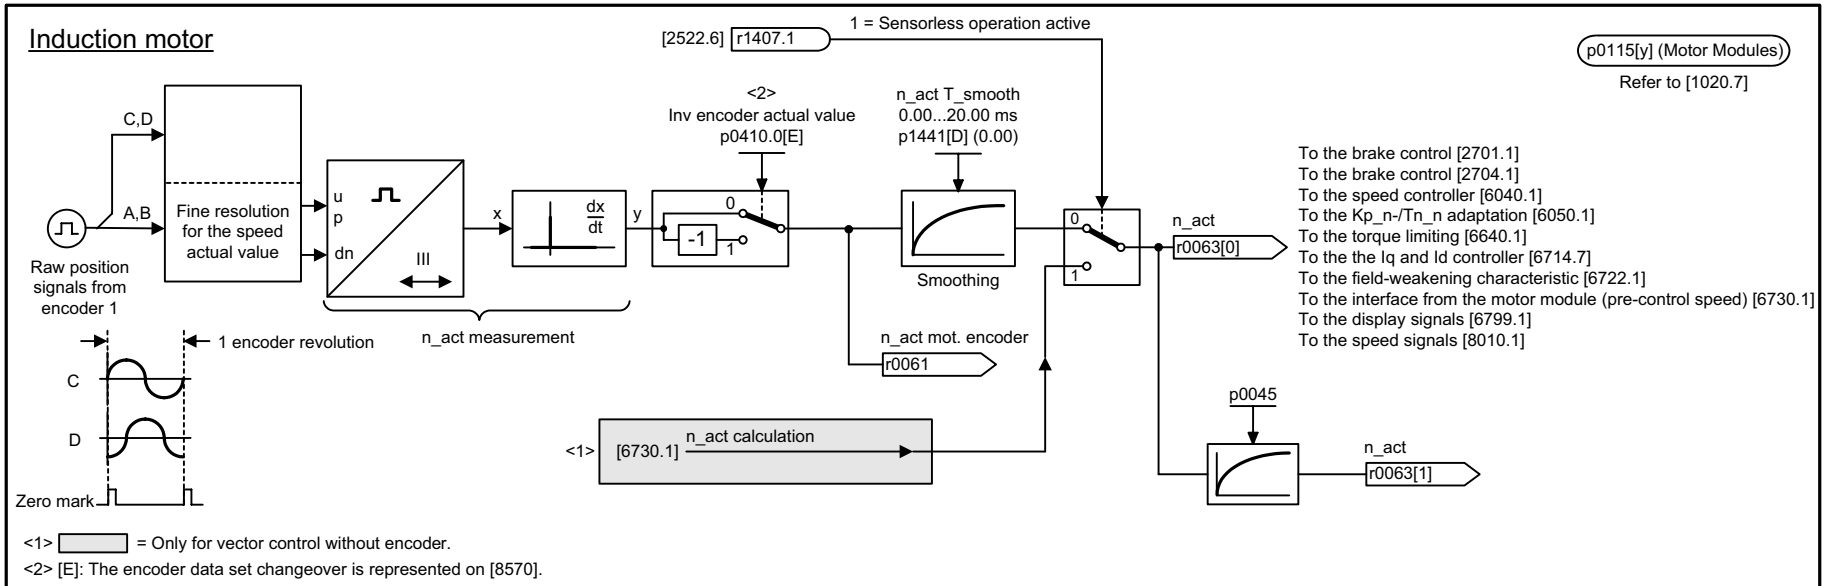 Induction motor
[2522.6] r1407.1
1 = Sensorless operation active
p0115[y] (Motor Modules)
Refer to [1020.7]
<2>
Inv encoder actual value
p0410.0[E]
n_act T_smooth
0.00...20.00 ms
p1441[D] (0.00)
C,D
A,B
Fine resolution
for the speed
actual value
u
p
dn
III
x
dx
dt
y
0
-1
1
Smoothing
0
1
n_act
r0063[0]
To the brake control [2701.1]
To the brake control [2704.1]
To the speed controller [6040.1]
To the Kp_n-/Tn_n adaptation [6050.1]
To the torque limiting [6640.1]
To the the Iq and Id controller [6714.7]
To the field-weakening characteristic [6722.1]
To the interface from the motor module (pre-control speed) [6730.1]
To the display signals [6799.1]
To the speed signals [8010.1]
Raw position
signals from
encoder 1
n_act measurement
n_act mot. encoder
r0061
1 encoder revolution
C
D
Zero mark
<1> [6730.1] n_act calculation
p0045
n_act
r0063[1]
<1> = Only for vector control without encoder.
<2> [E]: The encoder data set changeover is represented on [8570].